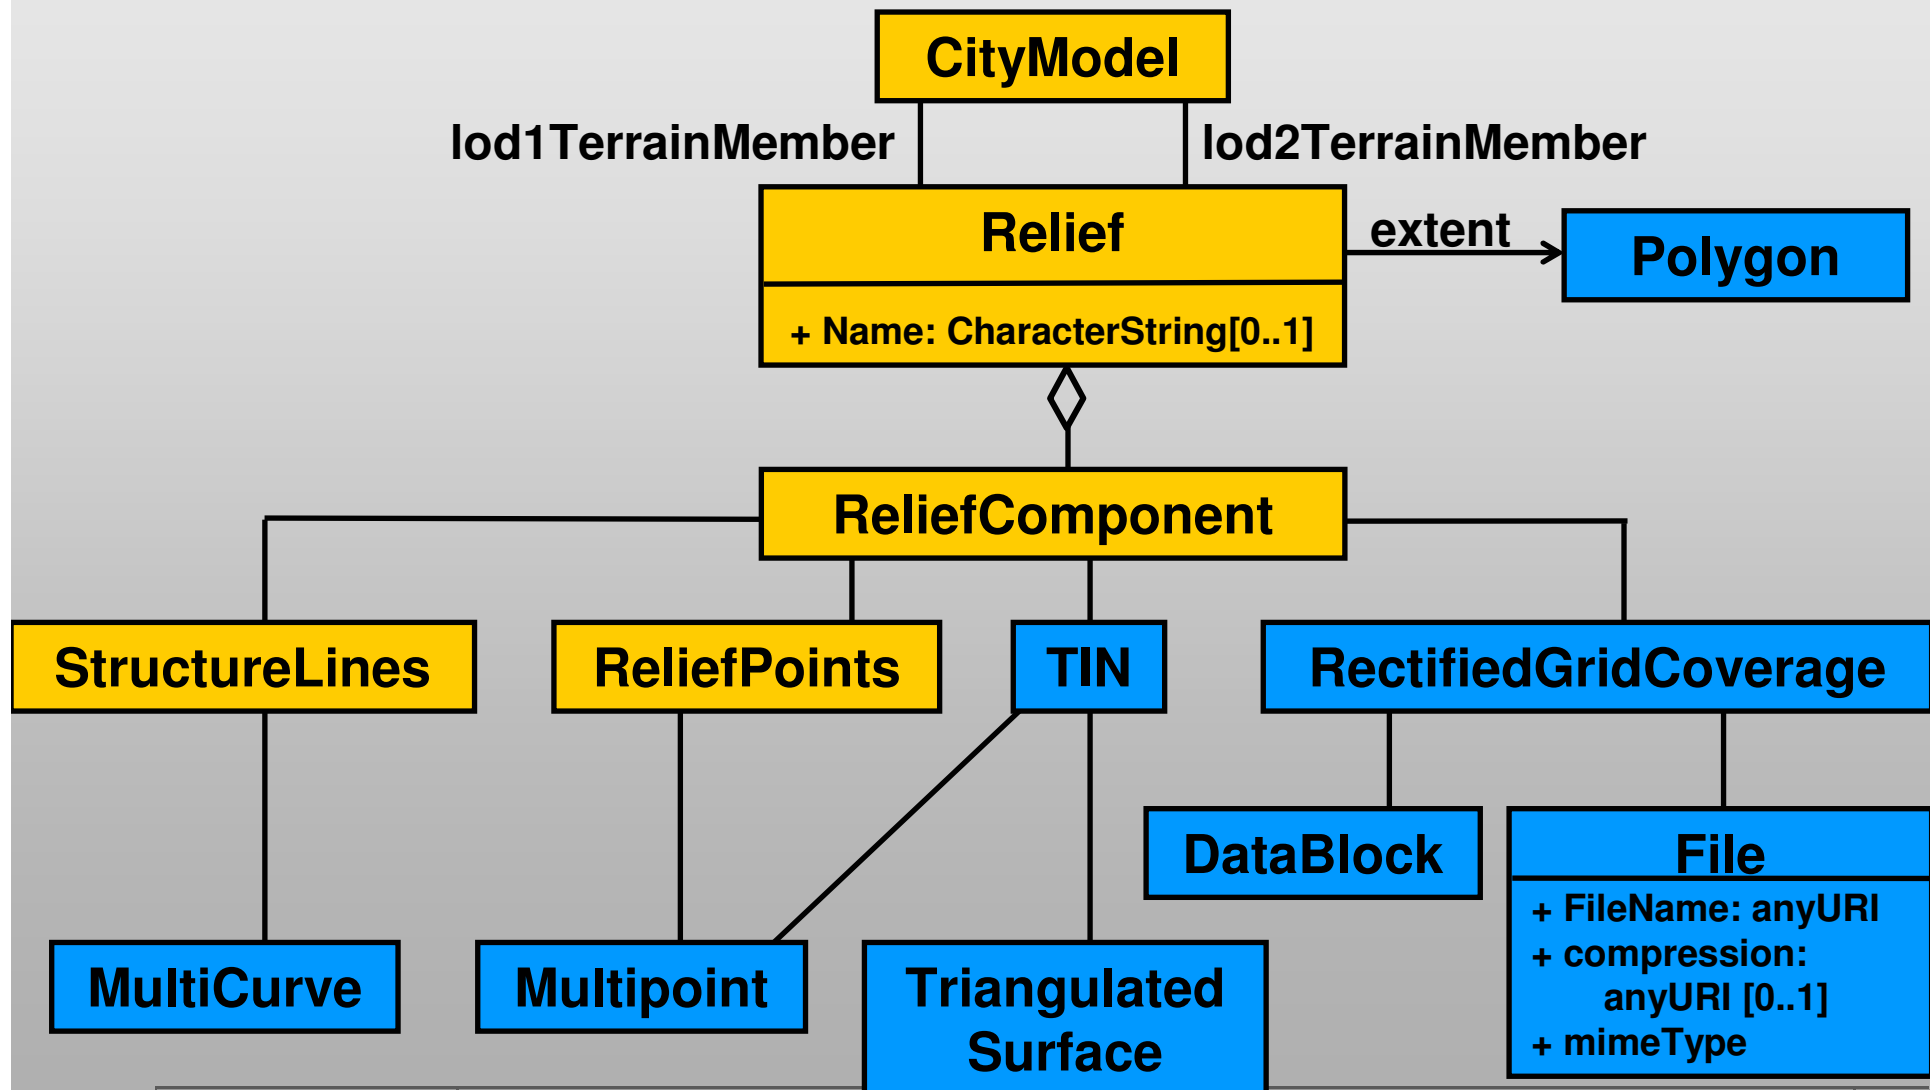 CityModel
lod1TerrainMember
lod2TerrainMember
Relief
extent
Polygon
+ Name: CharacterString[0..1]
ReliefComponent
StructureLines
ReliefPoints
TIN
RectifiedGridCoverage
DataBlock
File
+ FileName: anyURI
+ compression:
anyURI [0..1]
+ mimeType
MultiCurve
Multipoint
Triangulated
Surface